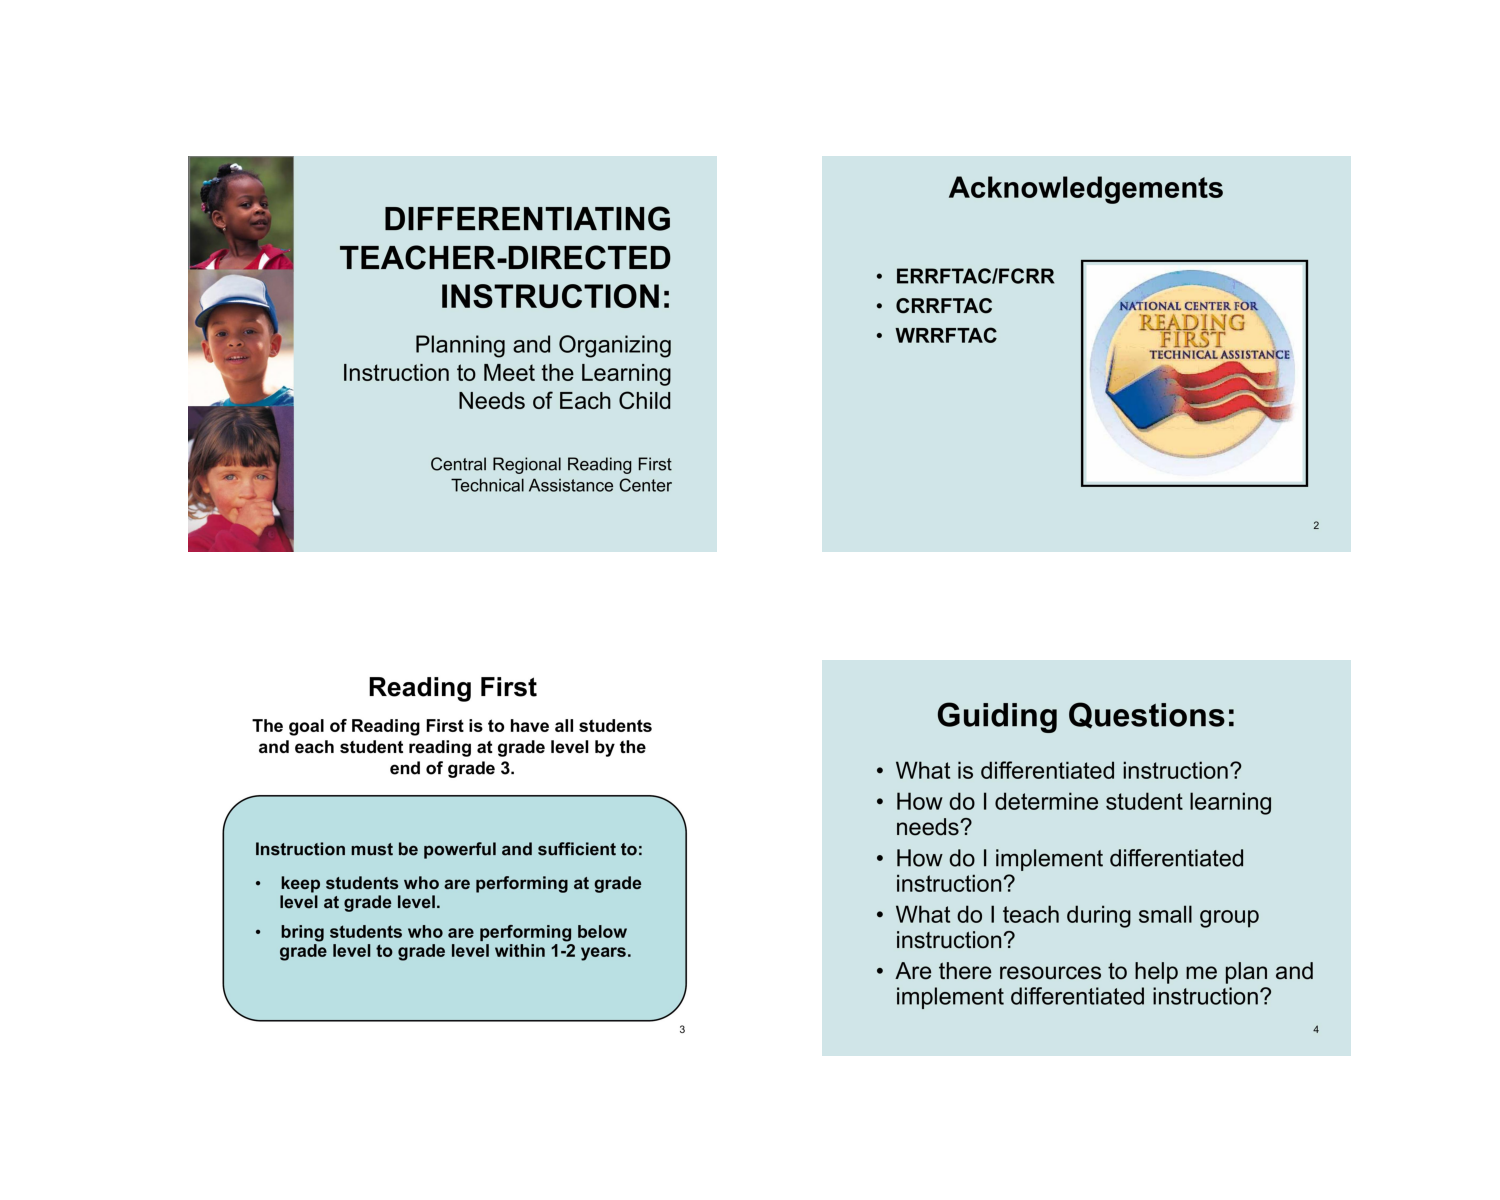 DIFFERENTIATING
TEACHER-DIRECTED
INSTRUCTION:
Planning and Organizing
Instruction to Meet the Learning
Needs of Each Child
Central Regional Reading First
Technical Assistance Center
Acknowledgements
• ERRFTAC/FCRR
• CRRFTAC
• WRRFTAC
NATIONAL CENTER FOR
READING
FIRST
TECHNICAL ASSISTANCE
2
Reading First
The goal of Reading First is to have all students
and each student reading at grade level by the
end of grade 3.
Instruction must be powerful and sufficient to:
• keep students who are performing at grade
level at grade level.
• bring students who are performing below
grade level to grade level within 1-2 years.
3
Guiding Questions:
• What is differentiated instruction?
• How do I determine student learning
needs?
• How do I implement differentiated
instruction?
• What do I teach during small group
instruction?
• Are there resources to help me plan and
implement differentiated instruction?
4